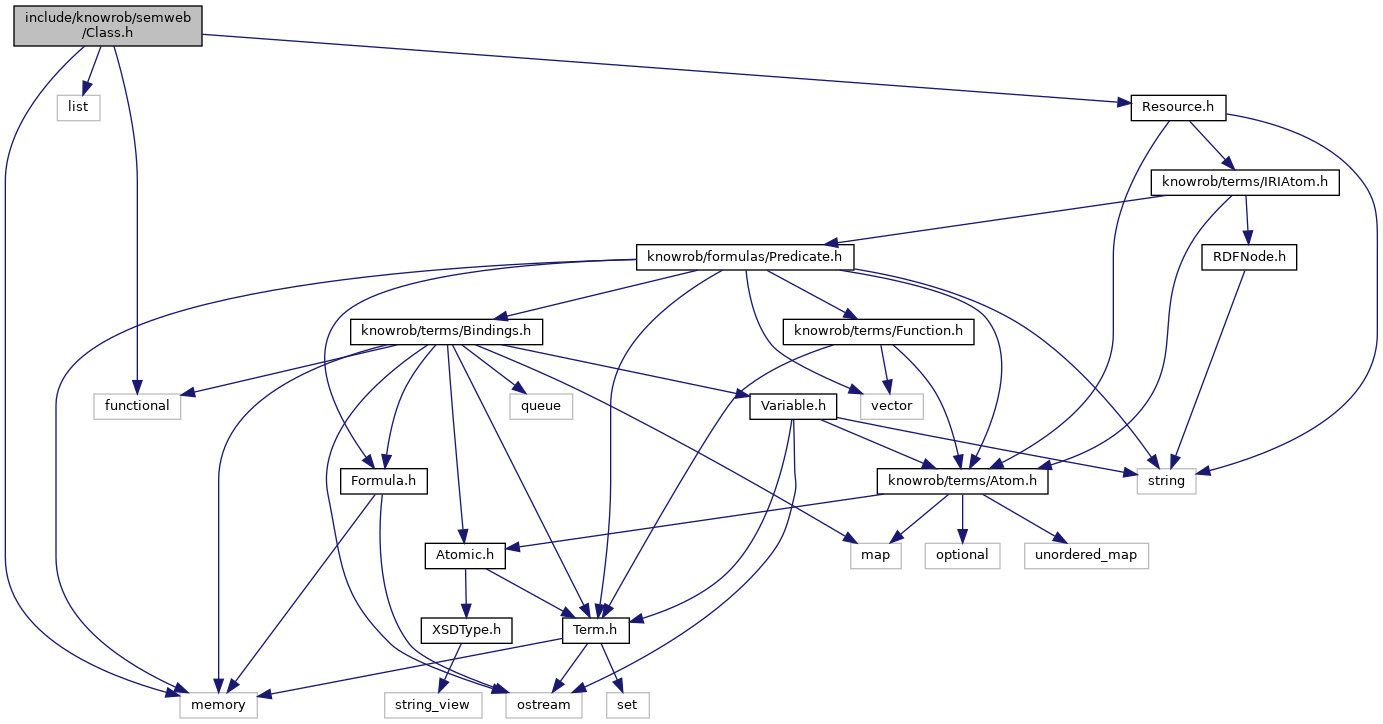 include/knowrob/semweb
/Class.h
list
Resource.h
knowrob/terms/IRIAtom.h
knowrob/formulas/Predicate.h
RDFNode.h
knowrob/terms/Bindings.h
knowrob/terms/Function.h
functional
queue
Variable.h
vector
Formula.h
knowrob/terms/Atom.h
string
Atomic.h
map
optional
unordered_map
XSDType.h
Term.h
memory
string_view
ostream
set